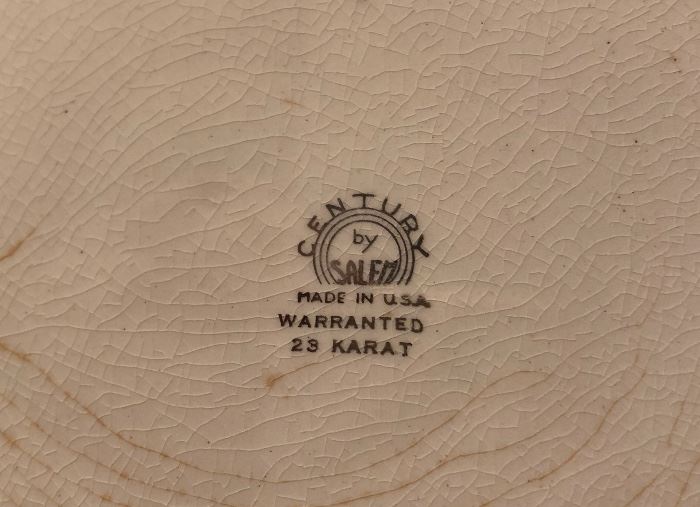 CENTURY
by
SALEM
MADE IN U.S.A
WARRANTED
23 KARAT